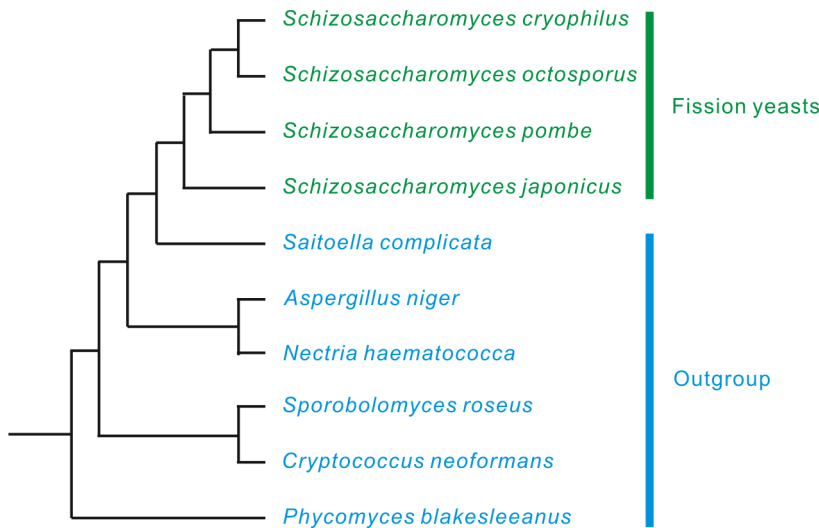 Schizosaccharomyces cryophilus
Schizosaccharomyces octosporus
Fission yeasts
Schizosaccharomyces pombe
Schizosaccharomyces japonicus
Saitoella complicata
Aspergillus niger
Nectria haematococca
Outgroup
Sporobolomyces roseus
Cryptococcus neoformans
Phycomyces blakesleeanus